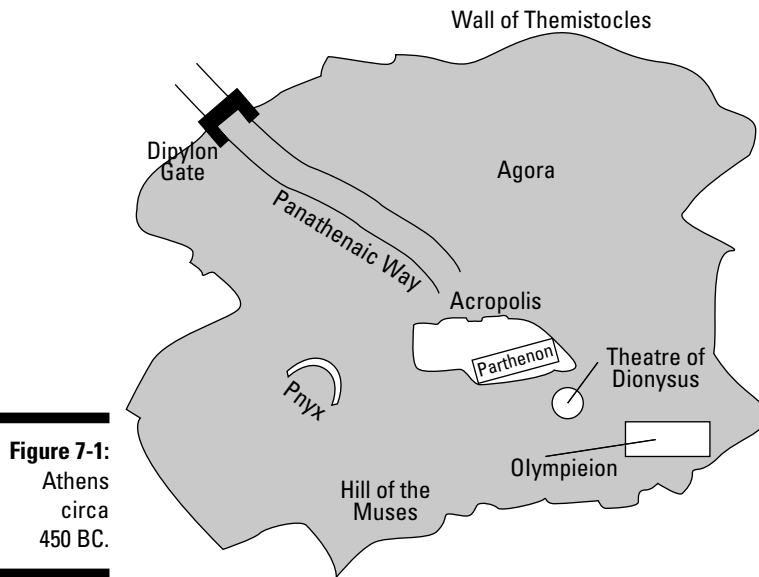 Wall of Themistocles
Dipylon
Gate
Agora
Panathenaic Way
Acropolis
Parthenon
Theatre of
Dionysus
Pnyx
Olympieion
Hill of the
Muses
Figure 7-1:
Athens
circa
450 BC.